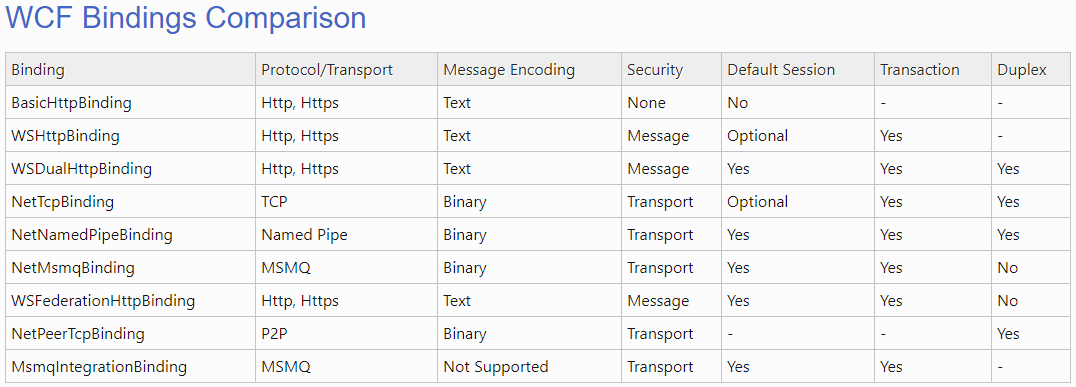 WCF Bindings Comparison
Binding Protocol/Transport Message Encoding Security Default Session Transaction Duplex
BasicHttpBinding Http, Https Text None No - -
WSHttpBinding Http, Https Text Message Optional Yes -
WSDualHttpBinding Http, Https Text Message Yes Yes Yes
NetTcpBinding TCP Binary Transport Optional Yes Yes
NetNamedPipeBinding Named Pipe Binary Transport Yes Yes Yes
NetMsmqBinding MSMQ Binary Transport Yes Yes No
WSFederationHttpBinding Http, Https Text Message Yes Yes No
NetPeerTcpBinding P2P Binary Transport - - Yes
MsmqIntegrationBinding MSMQ Not Supported Transport Yes Yes -